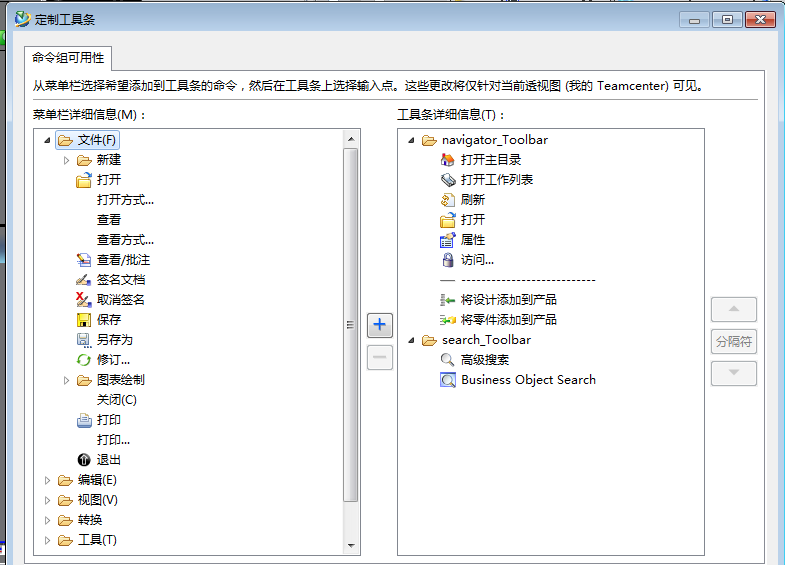 定制工具条
命令组可用性
从菜单栏选择希望添加到工具条的命令，然后在工具条上选择输入点。这些更改将仅针对当前透视图 (我的 Teamcenter) 可见。
菜单栏详细信息(M)：
文件(F)
新建
打开
打开方式...
查看
查看方式...
查看/批注
签名文档
取消签名
保存
另存为
修订...
图表绘制
关闭(C)
打印
打印...
退出
编辑(E)
视图(V)
转换
工具(T)
工具条详细信息(T)：
navigator_Toolbar
打开主目录
打开工作列表
刷新
打开
属性
访问...
---------------------------
将设计添加到产品
将零件添加到产品
search_Toolbar
高级搜索
Business Object Search
分隔符